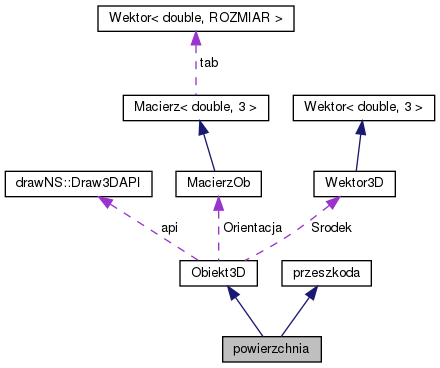 Wektor< double, ROZMIAR >
tab
Macierz< double, 3 >
Wektor< double, 3 >
drawNS::Draw3DAPI
MacierzOb
Wektor3D
api
Orientacja
Srodek
Obiekt3D
przeszkoda
powierzchnia